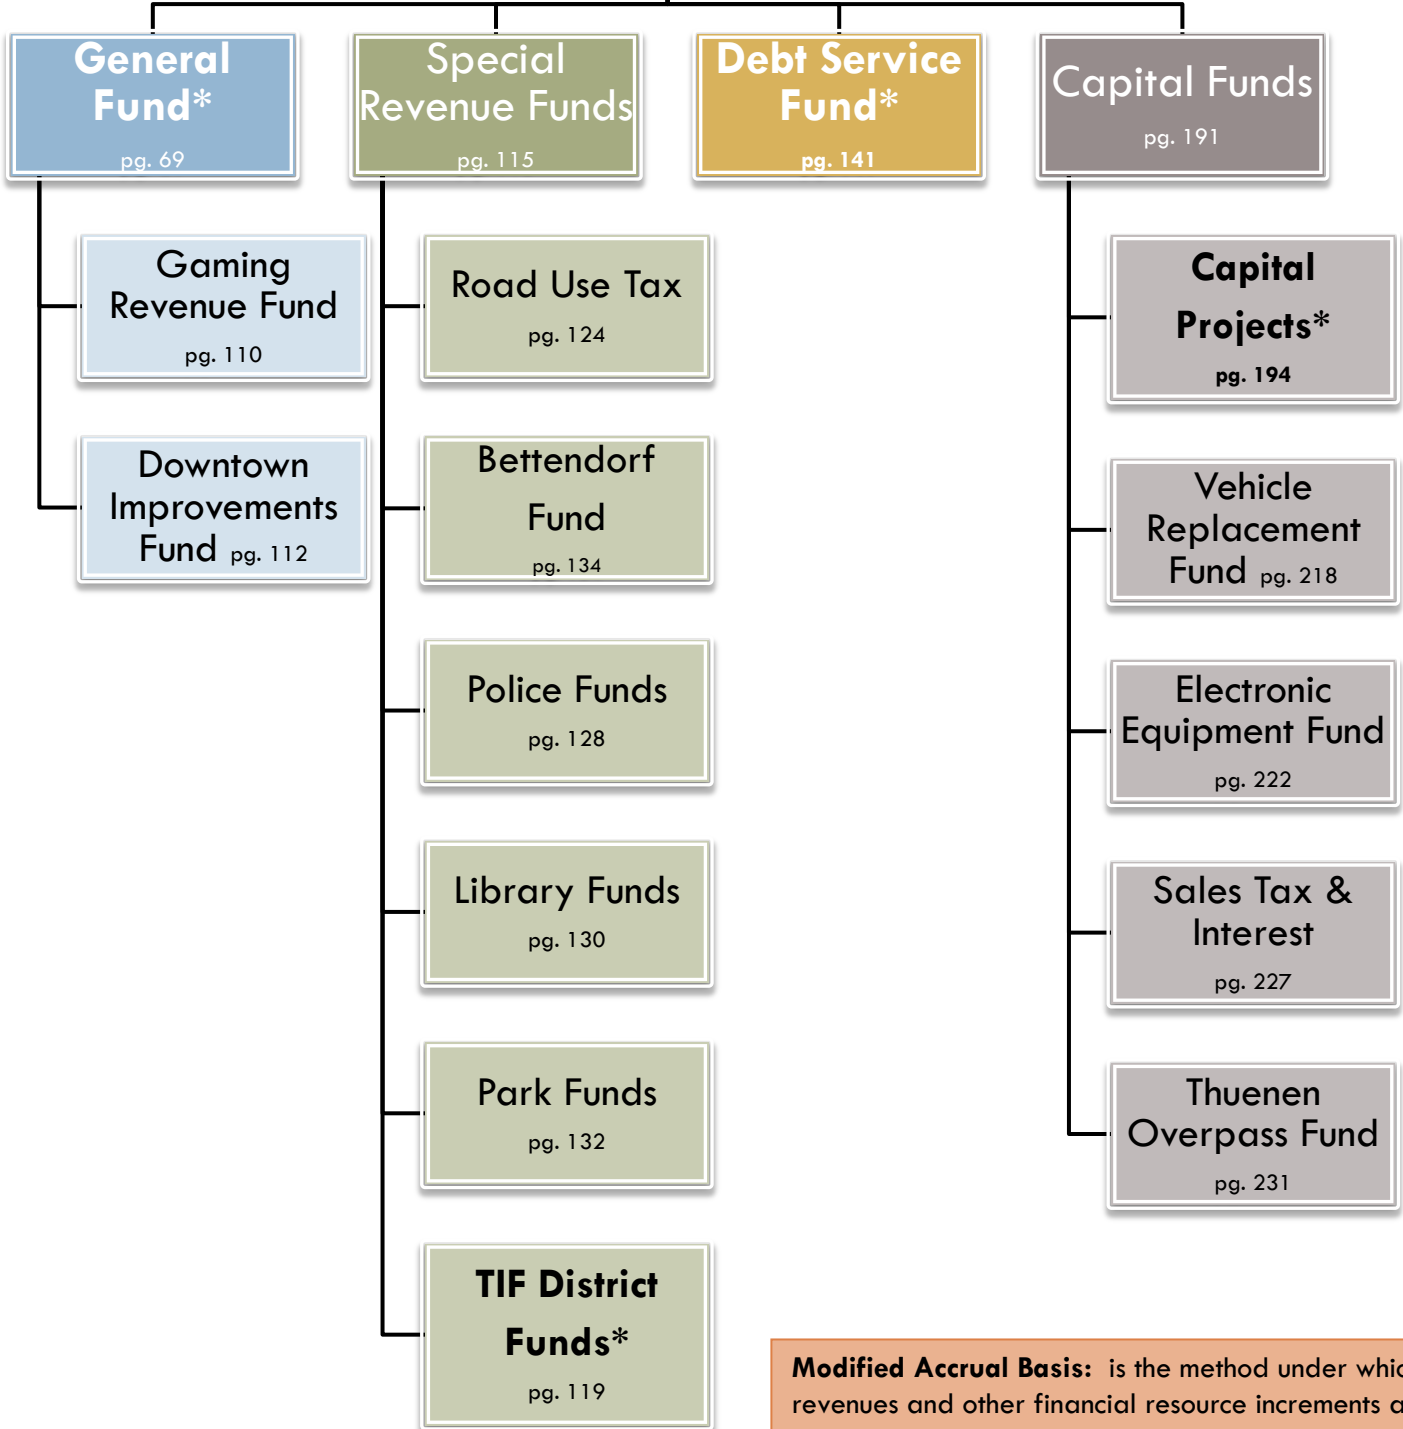 General
Fund*
pg. 69
Special
Revenue Funds
pg. 115
Debt Service
Fund*
pg. 141
Capital Funds
pg. 191
Gaming
Revenue Fund
pg. 110
Downtown
Improvements
Fund pg. 112
Road Use Tax
pg. 124
Bettendorf
Fund
pg. 134
Police Funds
pg. 128
Library Funds
pg. 130
Park Funds
pg. 132
TIF District
Funds*
pg. 119
Capital
Projects*
pg. 194
Vehicle
Replacement
Fund pg. 218
Electronic
Equipment Fund
pg. 222
Sales Tax &
Interest
pg. 227
Thuenen
Overpass Fund
pg. 231
Modified Accrual Basis: is the method under
revenues and other financial resource increments